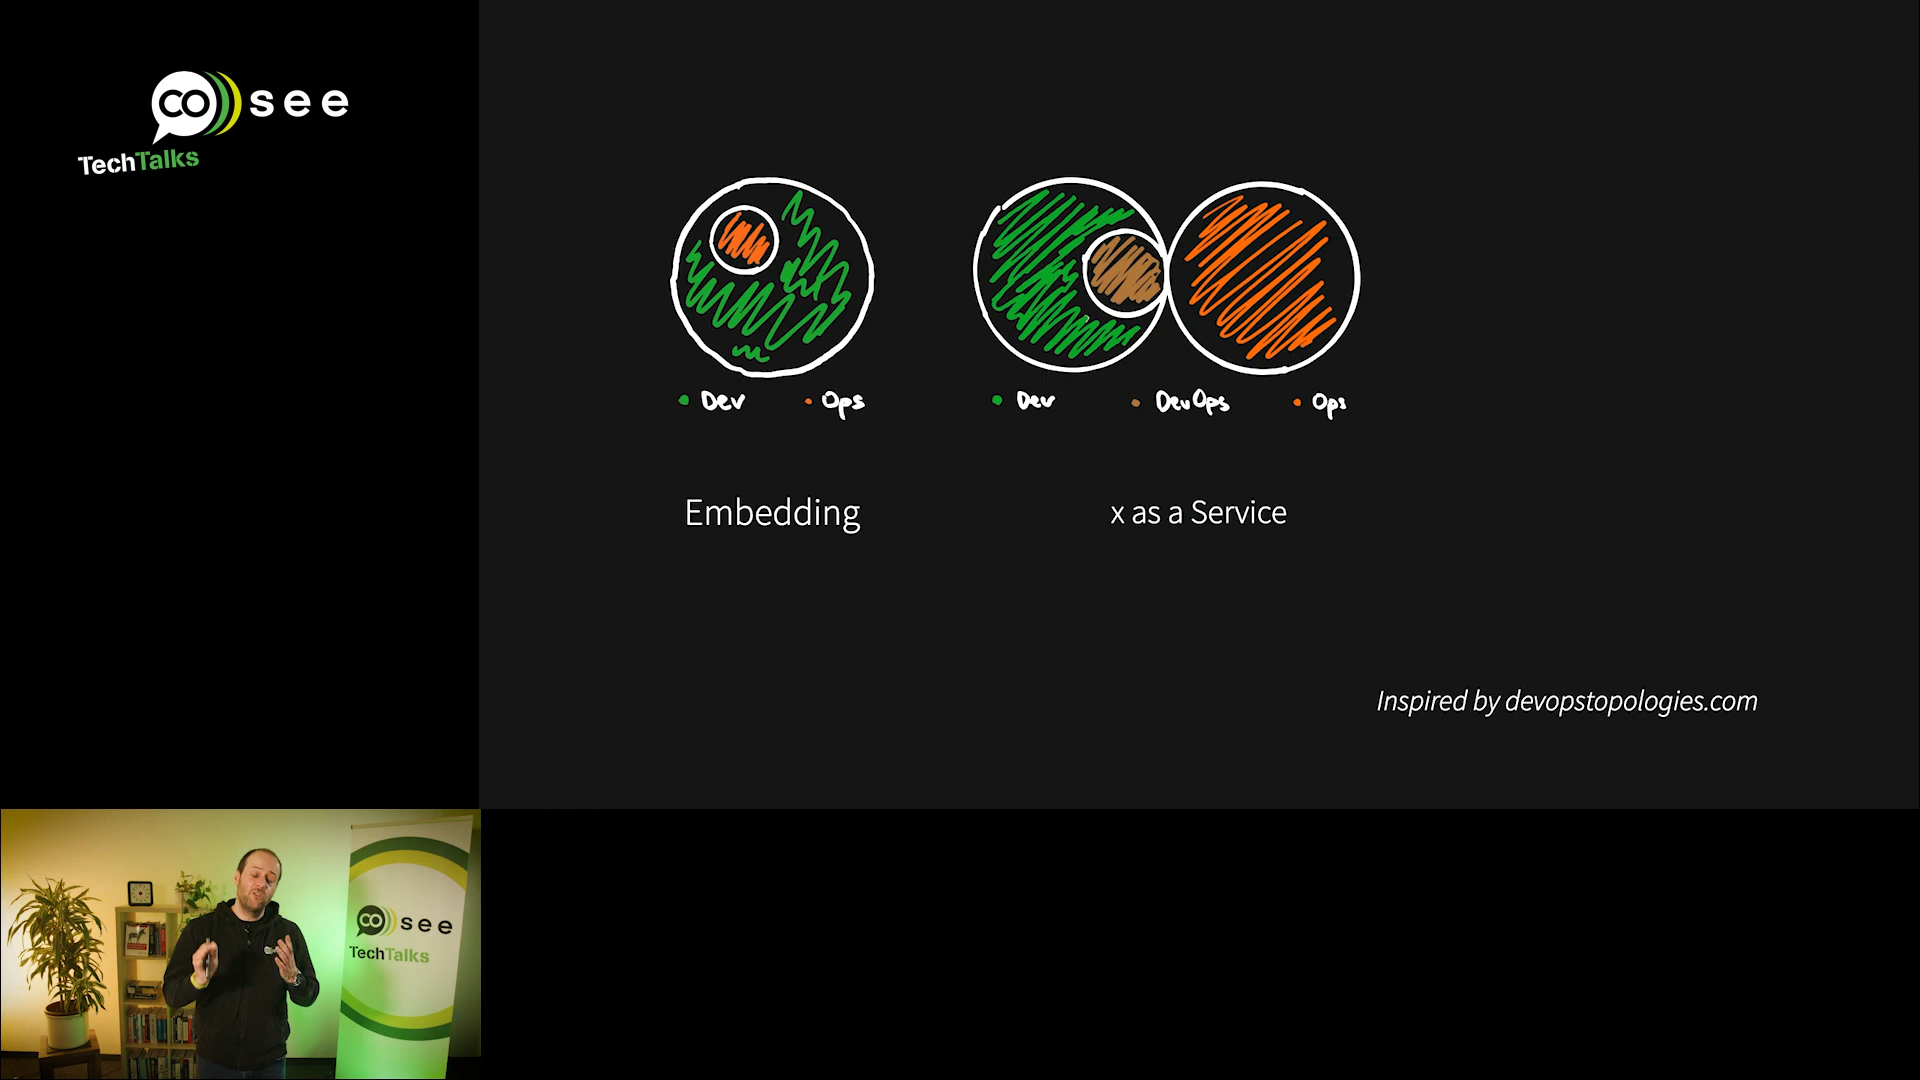 co see
TechTalks
Dev
Ops
Dev
DevOps
Ops
Embedding
x as a Service
Inspired by devopstopologies.com
co see
TechTalks